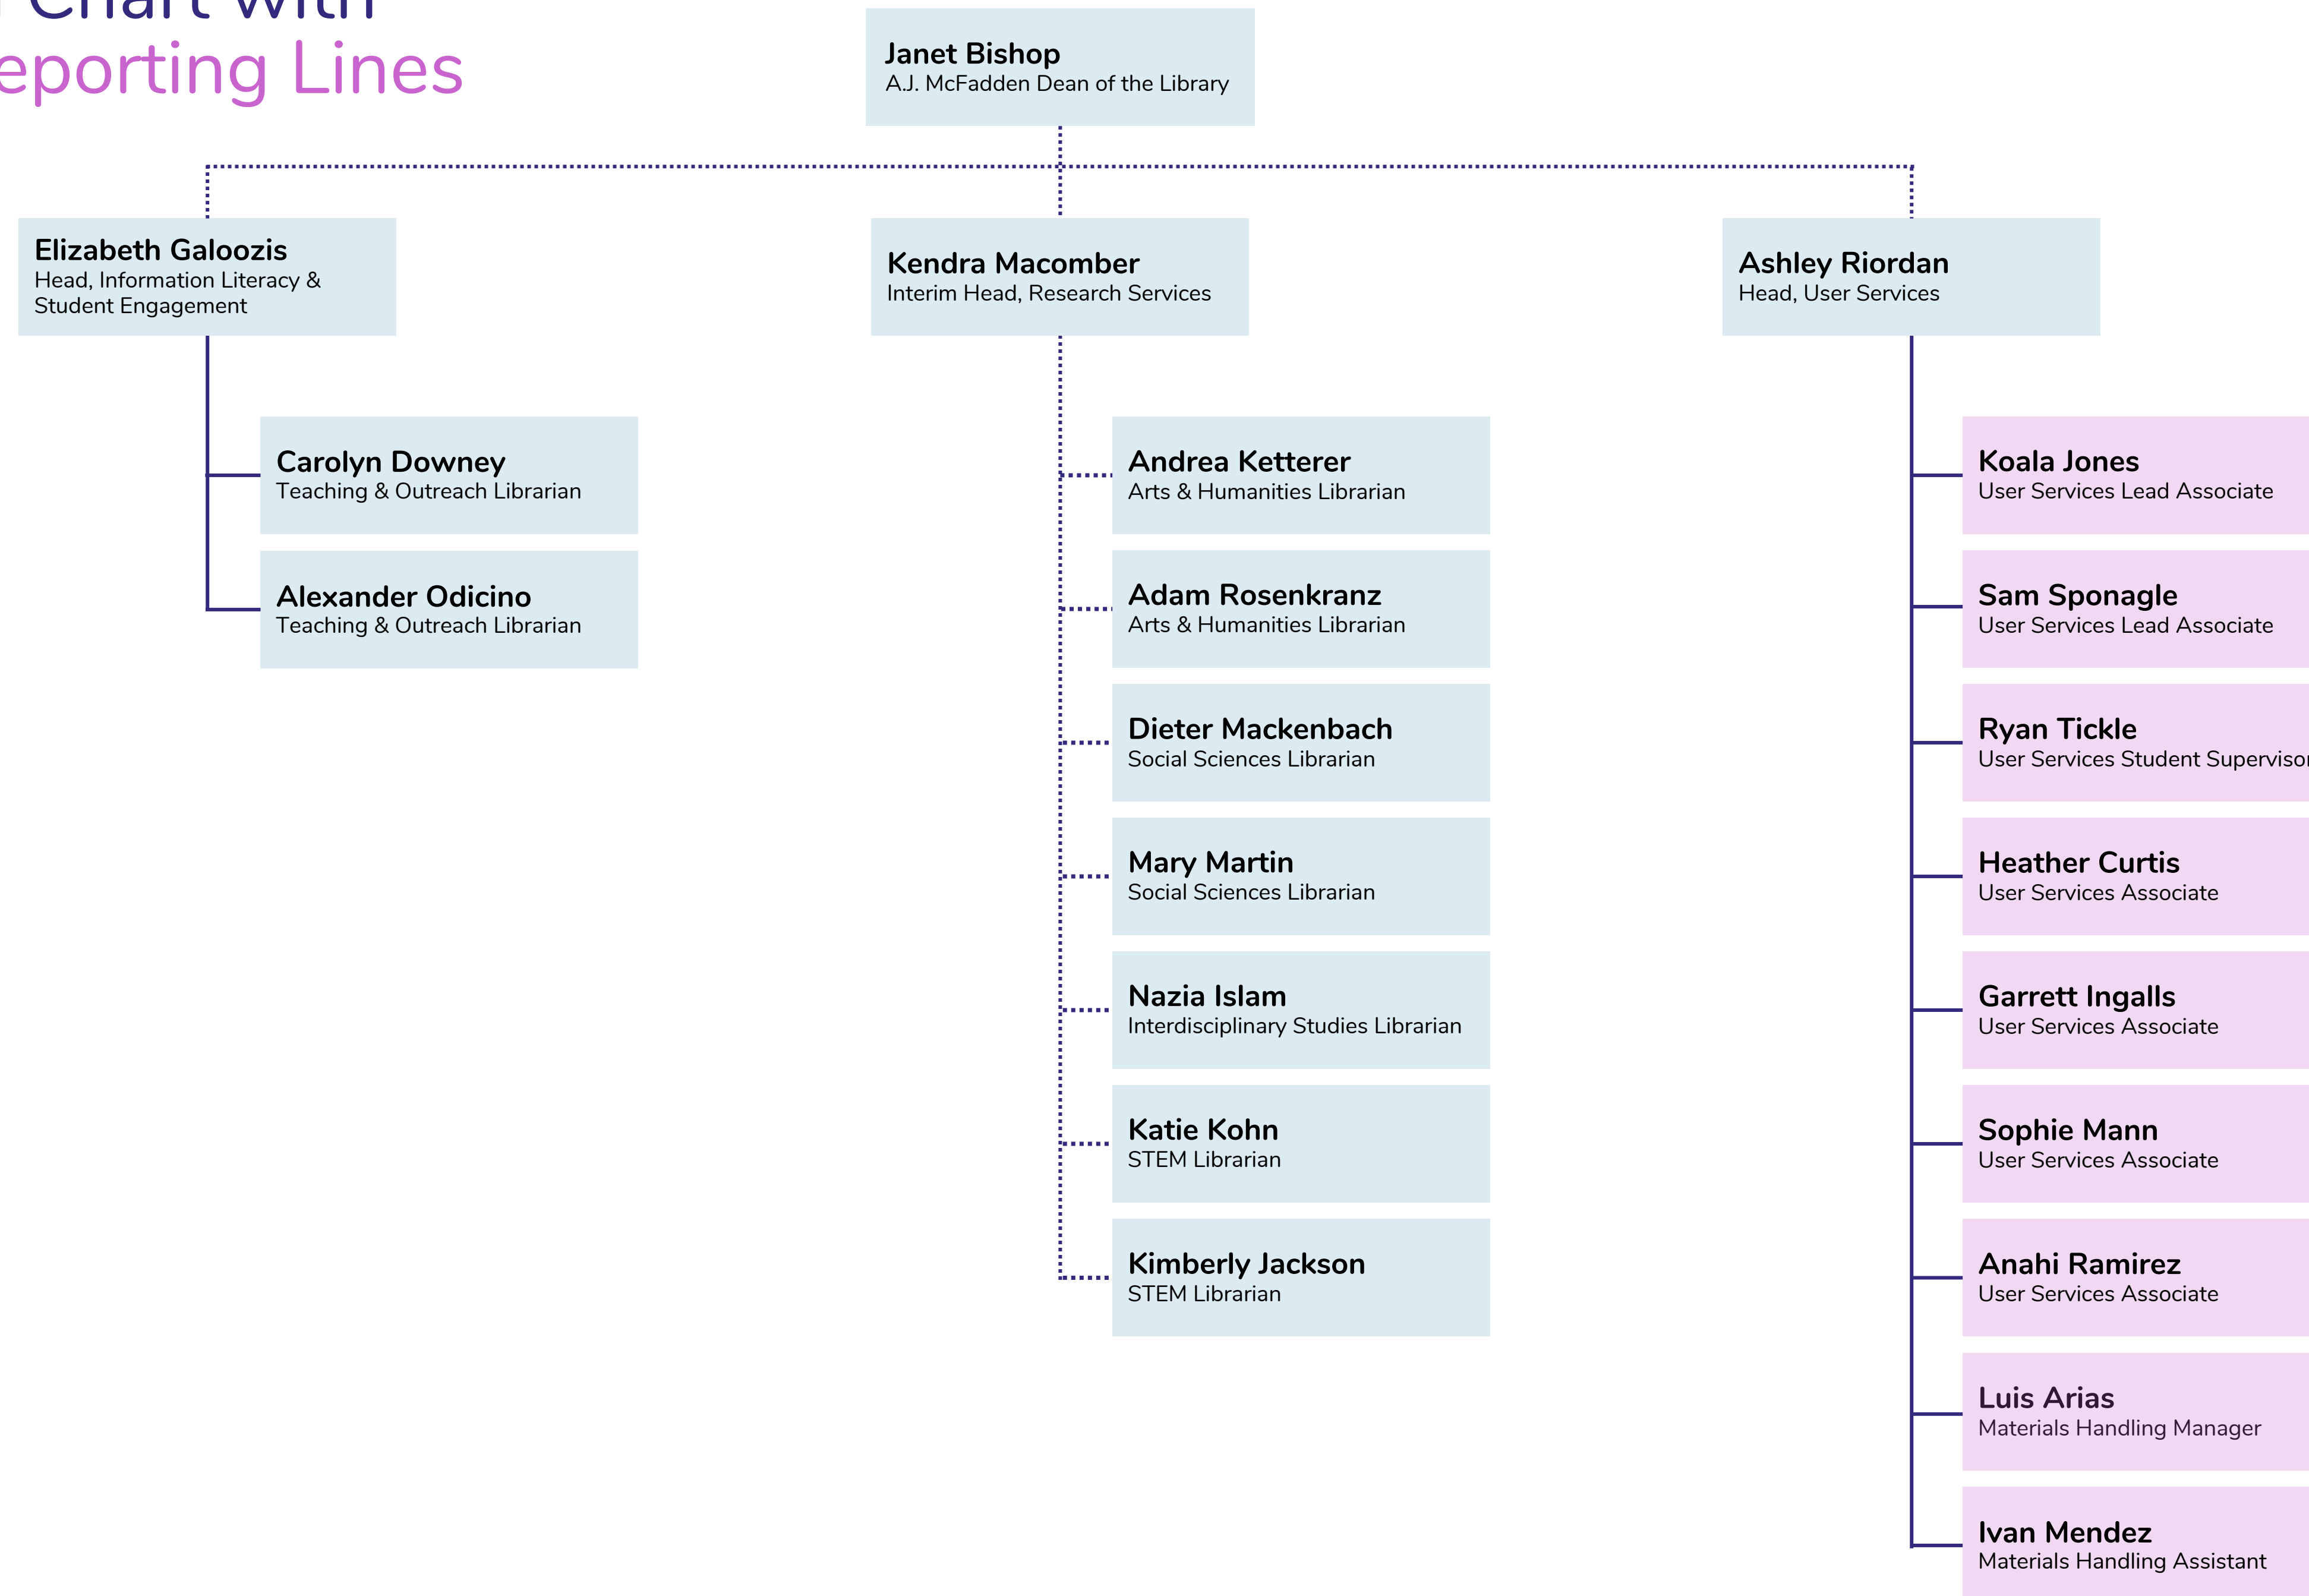 Chart with
eporting Lines
Janet Bishop
A.J. McFadden Dean of the Library
Elizabeth Galoozis
Head, Information Literacy &
Student Engagement
Carolyn Downey
Teaching & Outreach Librarian
Alexander Odicino
Teaching & Outreach Librarian
Kendra Macomber
Interim Head, Research Services
Andrea Ketterer
Arts & Humanities Librarian
Adam Rosenkranz
Arts & Humanities Librarian
Dieter Mackenbach
Social Sciences Librarian
Mary Martin
Social Sciences Librarian
Nazia Islam
Interdisciplinary Studies Librarian
Katie Kohn
STEM Librarian
Kimberly Jackson
STEM Librarian
Ashley Riordan
Head, User Services
Koala Jones
User Services Lead Associate
Sam Sponagle
User Services Lead Associate
Ryan Tickle
User Services Student Supervisor
Heather Curtis
User Services Associate
Garrett Ingalls
User Services Associate
Sophie Mann
User Services Associate
Anahi Ramirez
User Services Associate
Luis Arias
Materials Handling Manager
Ivan Mendez
Materials Handling Assistant